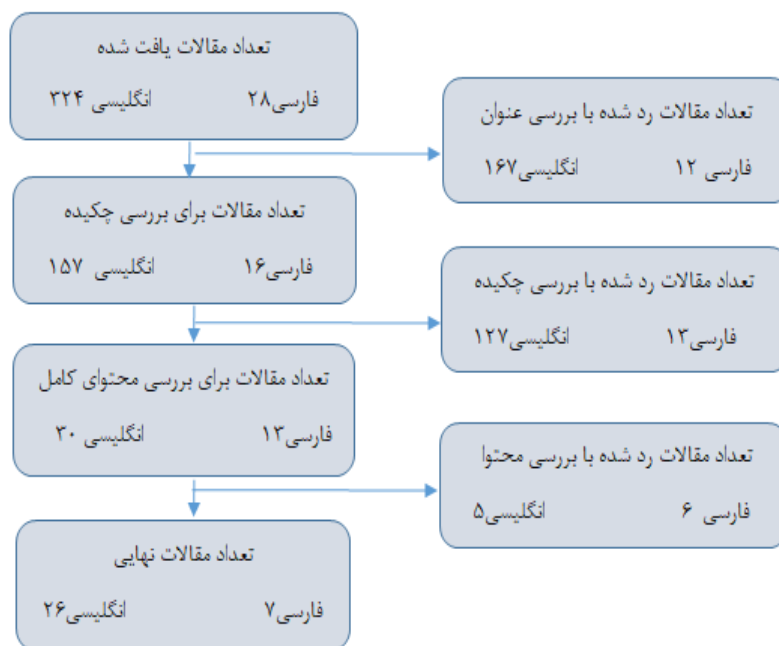 تعداد مقالات یافت شده
فارسی۲۸ انگلیسی ۳۲۴
تعداد مقالات رد شده با بررسی عنوان
فارسی ۱۲ انگلیسی۱۶۷
تعداد مقالات برای بررسی چکیده
فارسی۱۶ انگلیسی ۱۵۷
تعداد مقالات رد شده با بررسی چکیده
فارسی۱۳ انگلیسی۱۲۷
تعداد مقالات برای بررسی محتوای کامل
فارسی۱۳ انگلیسی ۳۰
تعداد مقالات رد شده با بررسی محتوا
فارسی ۶ انگلیسی۵
تعداد مقالات نهایی
فارسی۷ انگلیسی۲۶